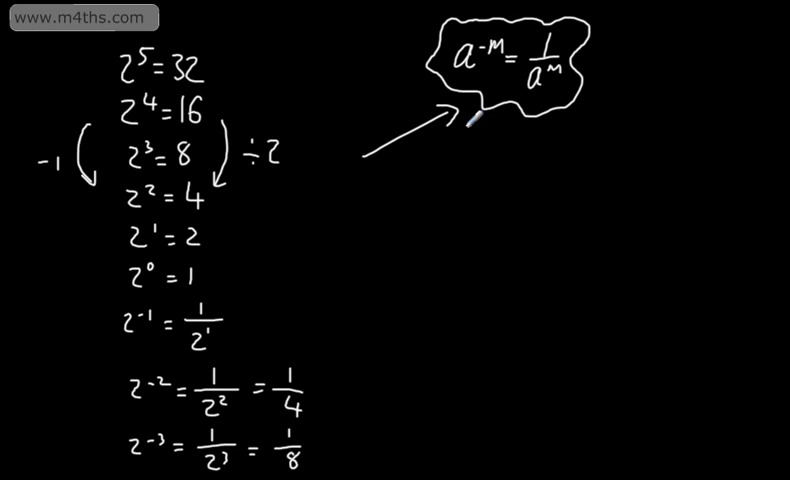 www.m4ths.com
a⁻ᵐ = 1/aᵐ
2⁵ = 32
2⁴ = 16
-1
2³ = 8
÷2
2² = 4
2¹ = 2
2⁰ = 1
2⁻¹ = 1/2¹
2⁻² = 1/2² = 1/4
2⁻³ = 1/2³ = 1/8